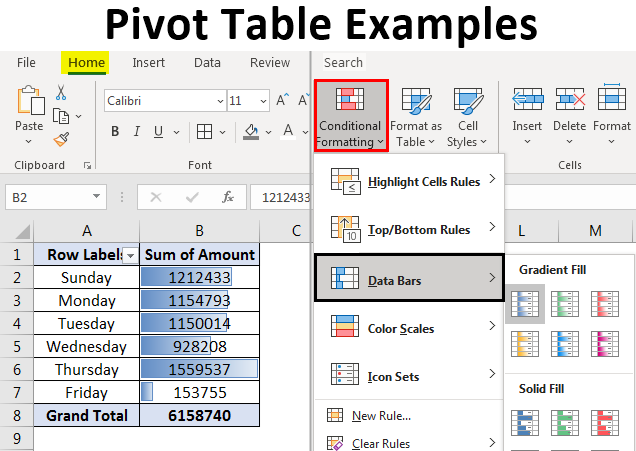 Pivot Table Examples
File Home Insert Data Review Search
Calibri 11 A A
Paste
B I U A
Conditional Formatting
Format as Table
Cell Styles
Insert Delete Format
Clipboard Font Cells
B2 fx 1212433
A B C L M
1 Row Labels Sum of Amount
2 Sunday 1212433
3 Monday 1154793
4 Tuesday 1150014
5 Wednesday 928208
6 Thursday 1559537
7 Friday 153755
8 Grand Total 6158740
9
Highlight Cells Rules
Top/Bottom Rules
10
Data Bars
Color Scales
Icon Sets
New Rule...
Clear Rules
Gradient Fill
Solid Fill